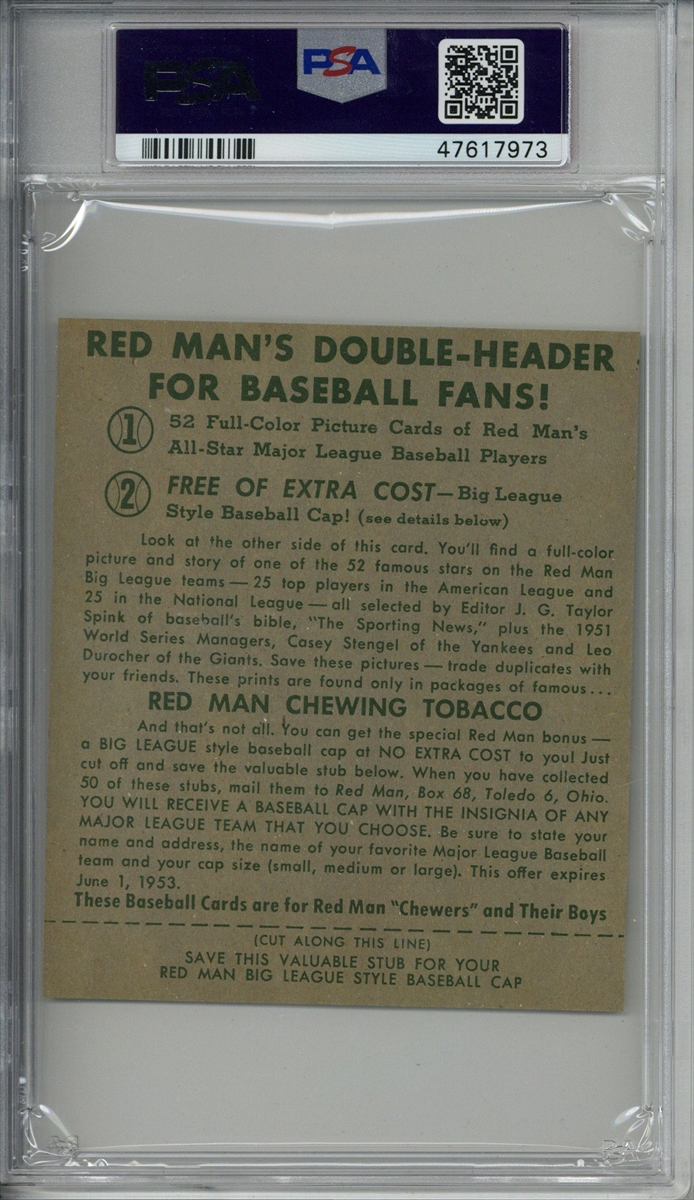 PSA
PSA
47617973
RED MAN'S DOUBLE-HEADER
FOR BASEBALL FANS!
1 52 Full-Color Picture Cards of Red Man's
All-Star Major League Baseball Players
2 FREE OF EXTRA COST—Big League
Style Baseball Cap! (see details below)
Look at the other side of this card. You'll find a full-color
picture and story of one of the 52 famous stars on the Red Man
Big League teams — 25 top players in the American League and
25 in the National League — all selected by Editor J. G. Taylor
Spink of baseball's bible, "The Sporting News," plus the 1951
World Series Managers, Casey Stengel of the Yankees and Leo
Durocher of the Giants. Save these pictures — trade duplicates with
your friends. These prints are found only in packages of famous...
RED MAN CHEWING TOBACCO
And that's not all. You can get the special Red Man bonus —
a BIG LEAGUE style baseball cap at NO EXTRA COST to you! Just
cut off and save the valuable stub below. When you have collected
50 of these stubs, mail them to Red Man, Box 68, Toledo 6, Ohio.
YOU WILL RECEIVE A BASEBALL CAP WITH THE INSIGNIA OF ANY
MAJOR LEAGUE TEAM THAT YOU CHOOSE. Be sure to state your
name and address, the name of your favorite Major League Baseball
team and your cap size (small, medium or large). This offer expires
June 1, 1953.
These Baseball Cards are for Red Man "Chewers" and Their Boys
(CUT ALONG THIS LINE)
SAVE THIS VALUABLE STUB FOR YOUR
RED MAN BIG LEAGUE STYLE BASEBALL CAP